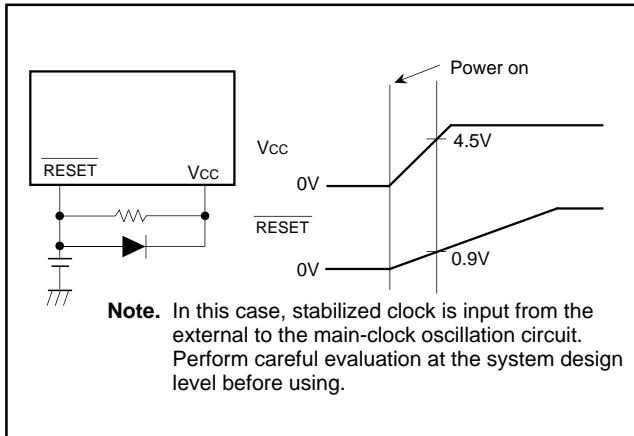 Power on
Vcc
4.5V
RESET
Vcc
0V
RESET
0.9V
0V
Note. In this case, stabilized clock is input from the
external to the main-clock oscillation circuit.
Perform careful evaluation at the system design
level before using.